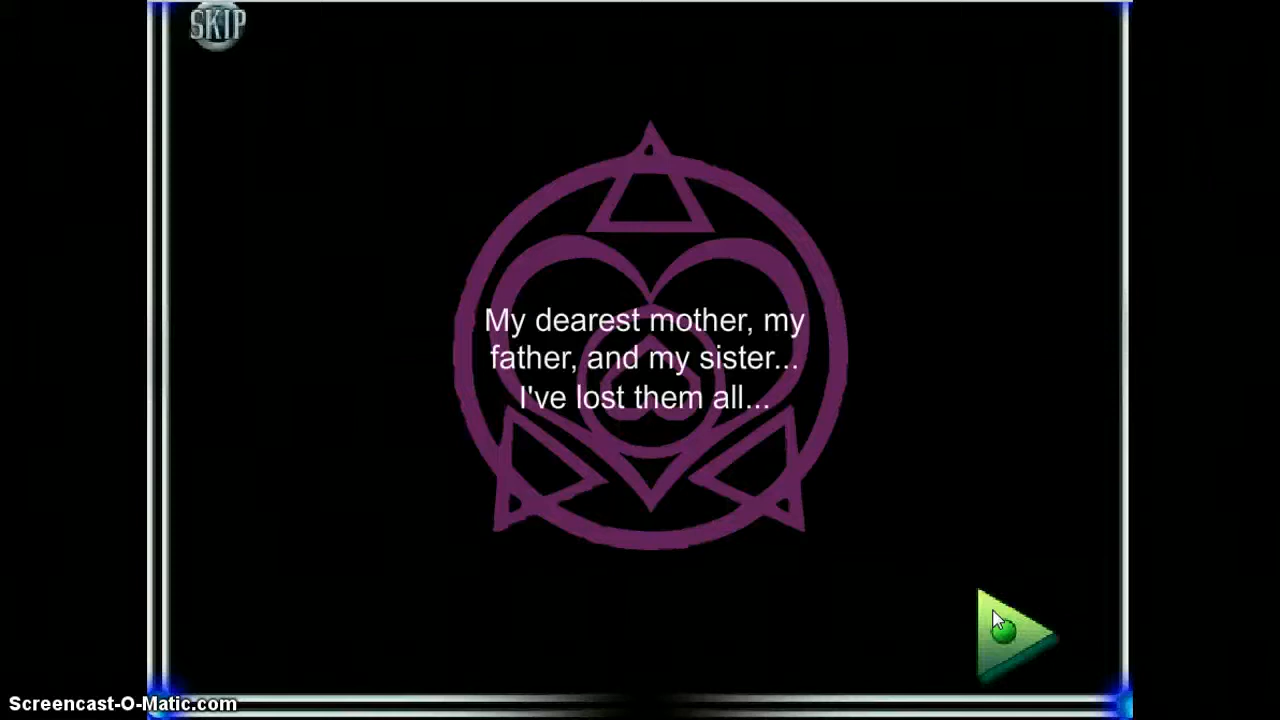 SKIP
My dearest mother, my
father, and my sister...
I've lost them all...
Screencast-O-Matic.com